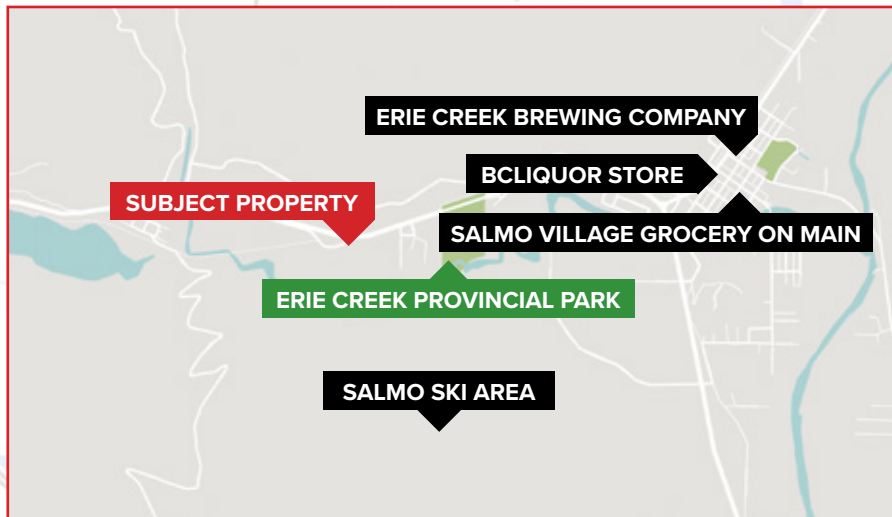 ERIE CREEK BREWING COMPANY
BCLIQUOR STORE
SUBJECT PROPERTY
SALMO VILLAGE GROCERY ON MAIN
ERIE CREEK PROVINCIAL PARK
SALMO SKI AREA